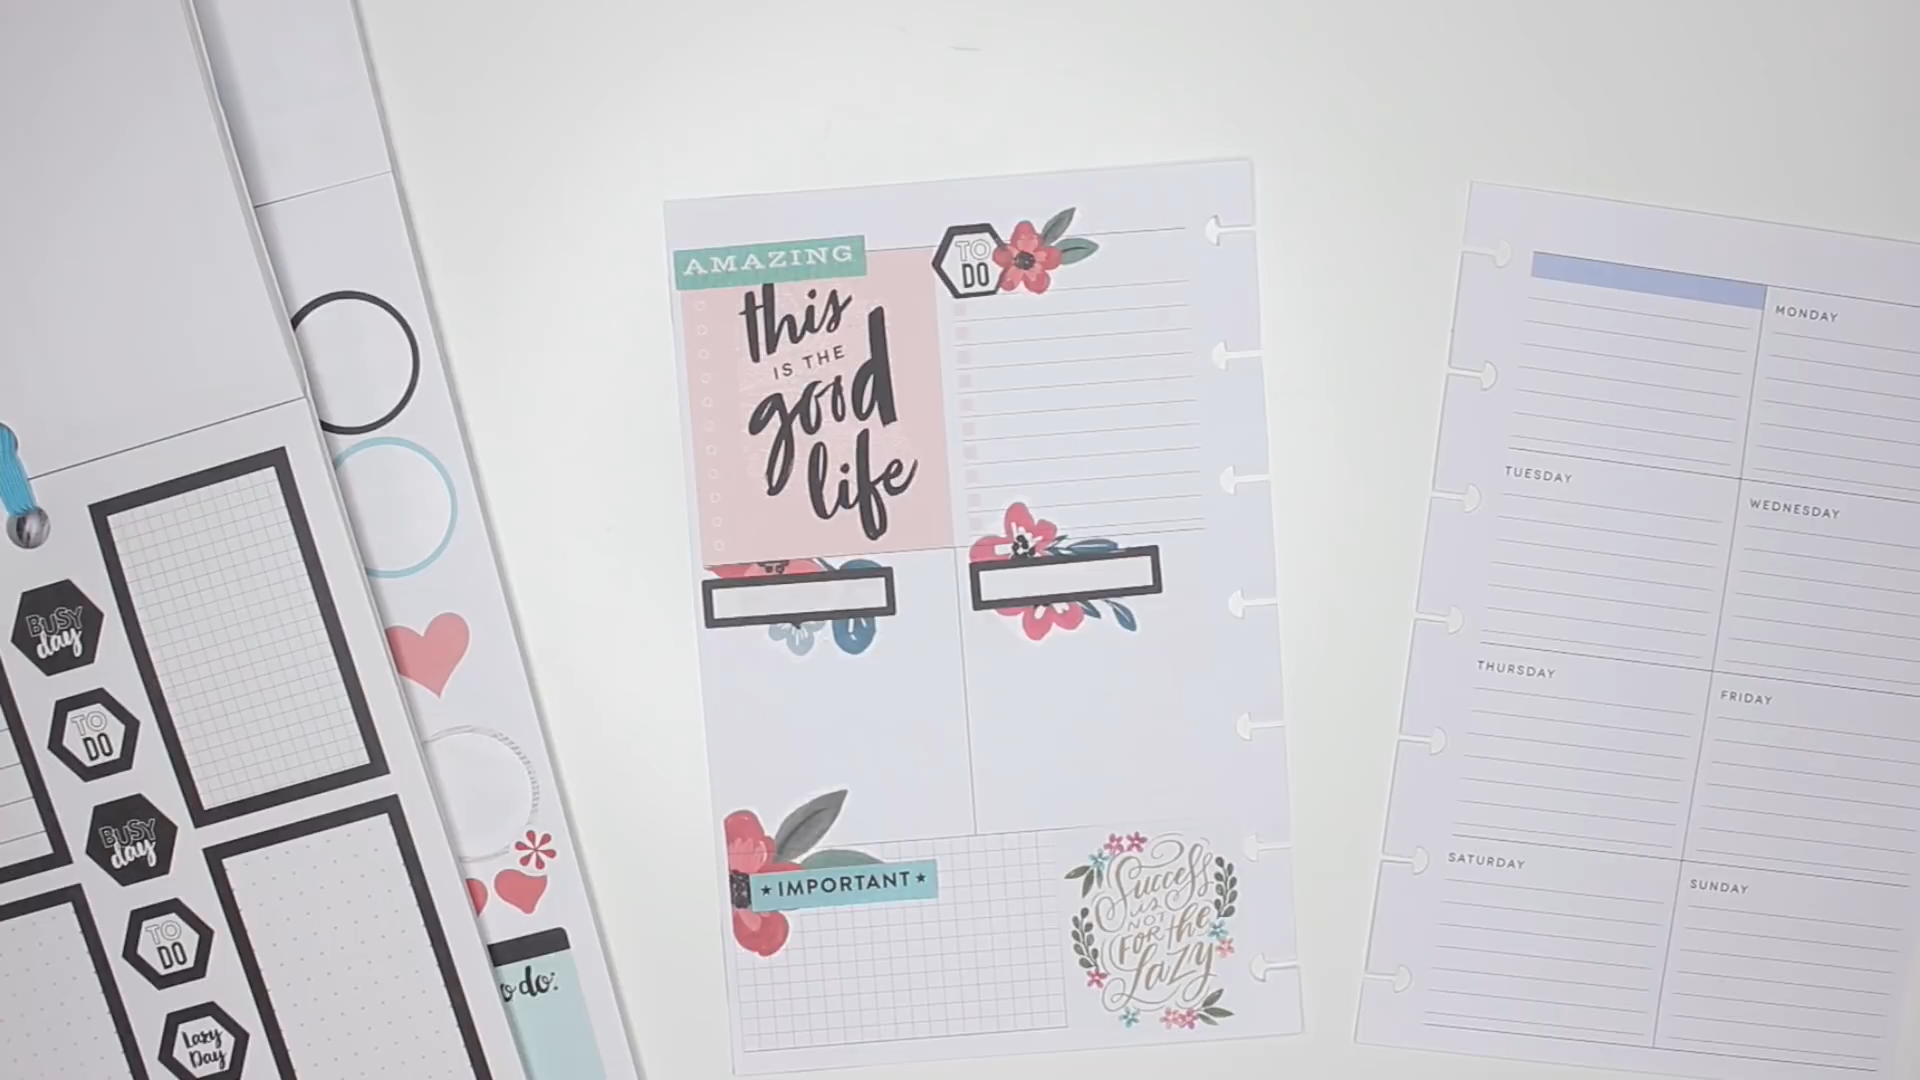 BUSY
day
TO
DO
BUSY
day
TO
DO
Lazy
Day
o do:
AMAZING
this
IS THE
good
life
TO
DO
IMPORTANT
Success
is
NOT
FOR the
Lazy
MONDAY
TUESDAY
WEDNESDAY
THURSDAY
FRIDAY
SATURDAY
SUNDAY